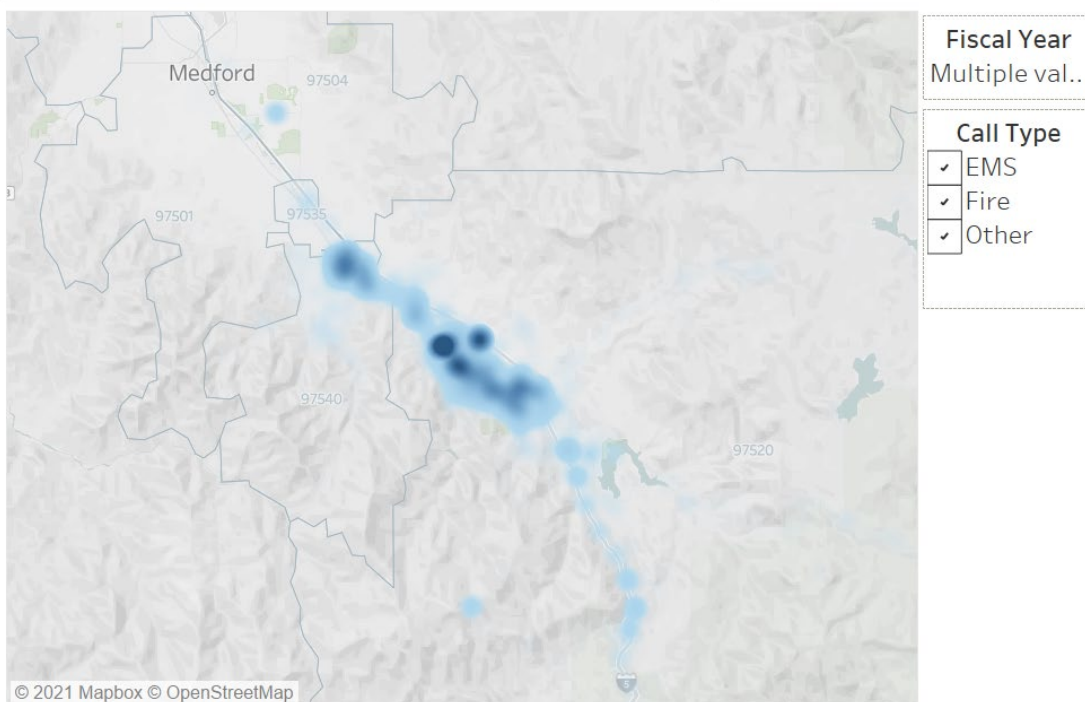 Medford
97504
97501
97535
97540
97520
5
© 2021 Mapbox © OpenStreetMap
Fiscal Year
Multiple val..
Call Type
EMS
Fire
Other